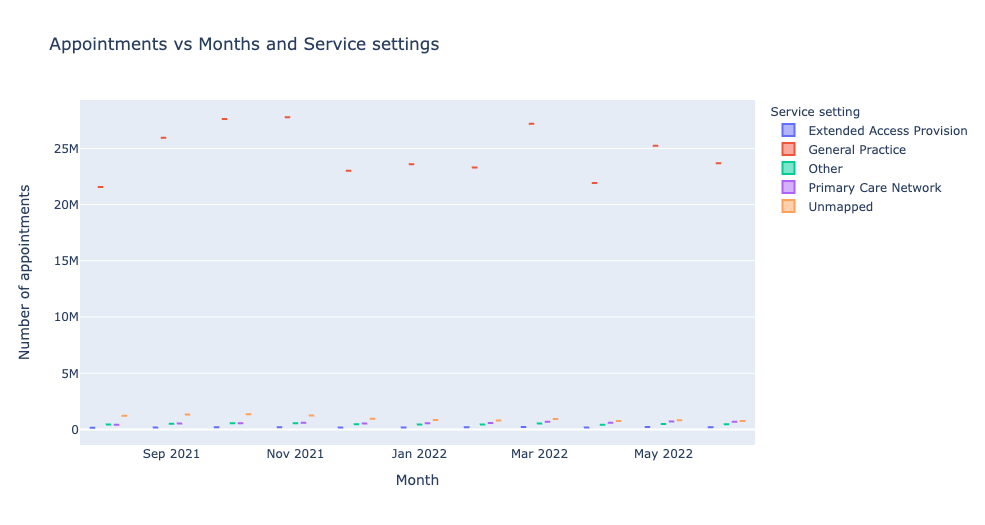 Appointments vs Months and Service settings
Service setting
Extended Access Provision
General Practice
Other
Primary Care Network
Unmapped
Number of appointments
25M
20M
15M
10M
5M
0
Sep 2021
Nov 2021
Jan 2022
Mar 2022
May 2022
Month